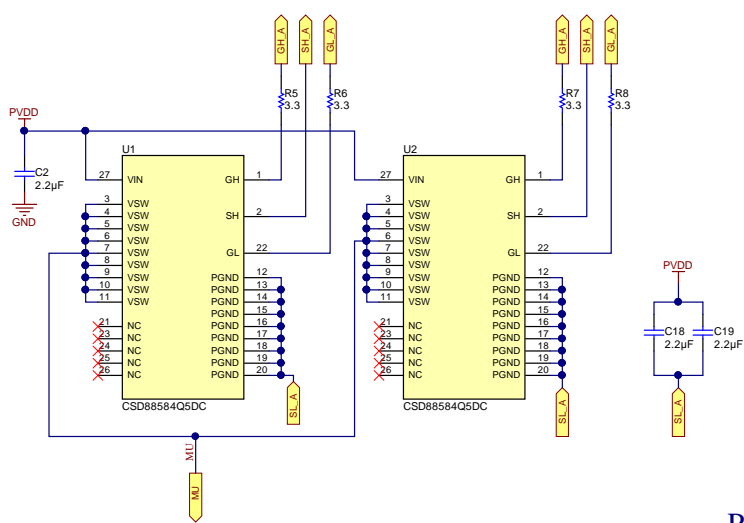 GH_A SH_A GL_A GH_A SH_A GL_A
R5 3.3 R6 3.3 R7 3.3 R8 3.3
PVDD
U1 U2
C2 2.2µF
GND
27 VIN GH 1 27 VIN GH 1
3 VSW 3 VSW
4 VSW SH 2 4 VSW SH 2
5 VSW 5 VSW
6 VSW 6 VSW
7 VSW GL 22 7 VSW GL 22
8 VSW 8 VSW
9 VSW PGND 12 9 VSW PGND 12
10 VSW PGND 13 10 VSW PGND 13
11 VSW PGND 14 11 VSW PGND 14
PGND 15 PGND 15
21 NC PGND 16 21 NC PGND 16
23 NC PGND 17 23 NC PGND 17
24 NC PGND 18 24 NC PGND 18
25 NC PGND 19 25 NC PGND 19
26 NC PGND 20 26 NC PGND 20
CSD88584Q5DC CSD88584Q5DC
SL_A SL_A
PVDD
C18 2.2µF C19 2.2µF
SL_A
MU
MU